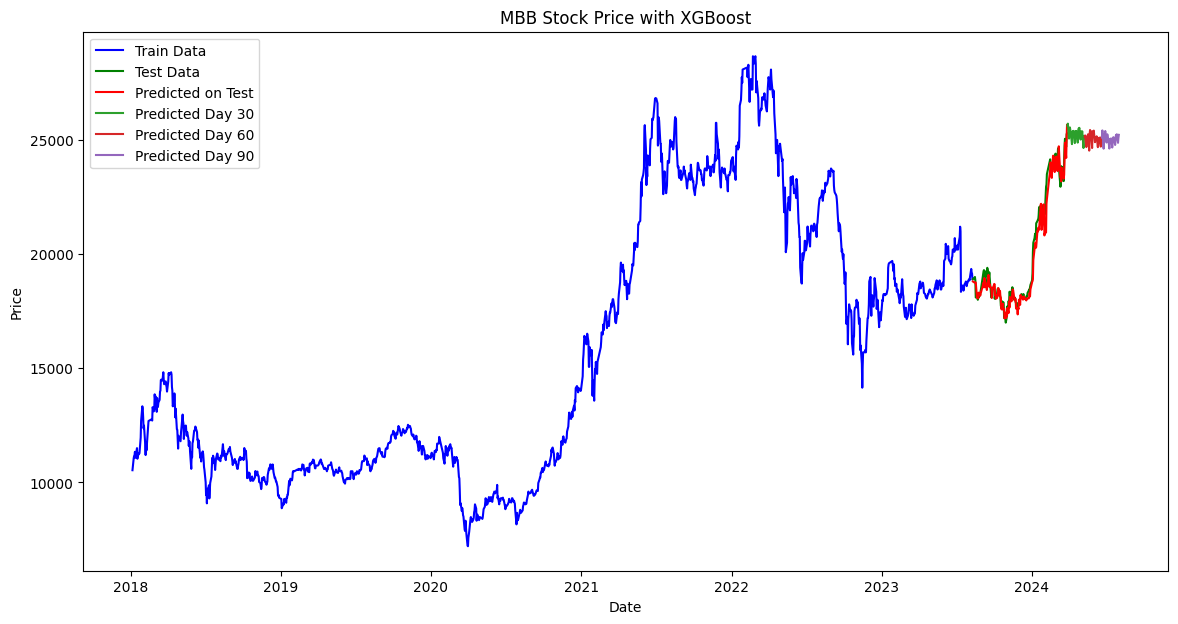 MBB Stock Price with XGBoost
Train Data
Test Data
Predicted on Test
Predicted Day 30
Predicted Day 60
Predicted Day 90
Price
25000
20000
15000
10000
2018
2019
2020
2021
2022
2023
2024
Date